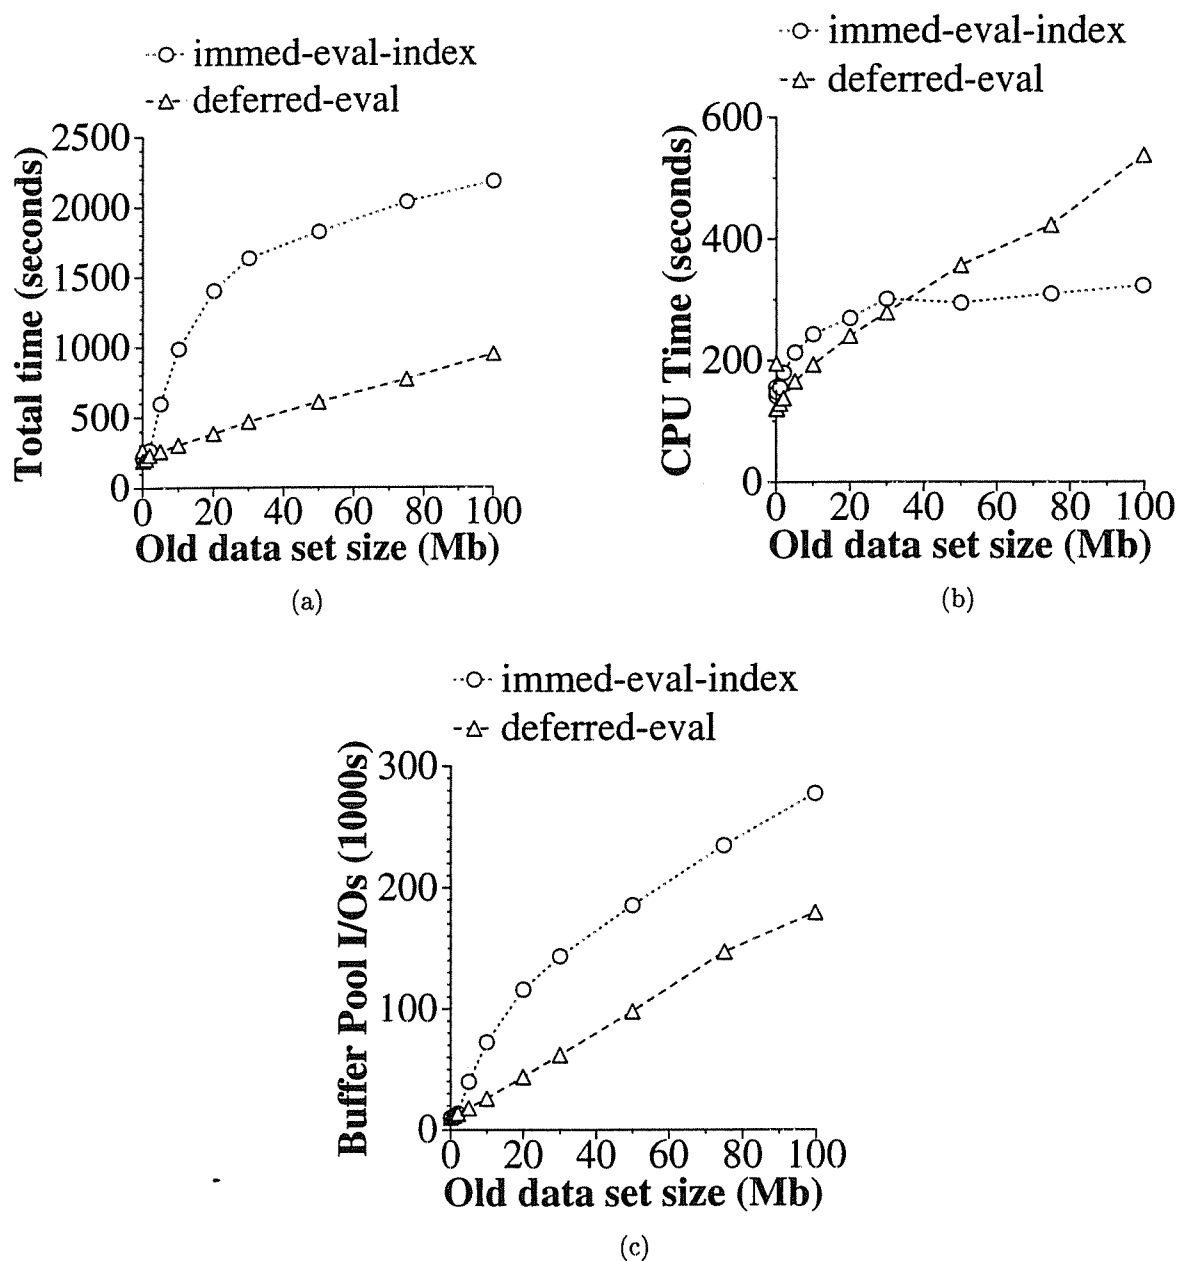 immed-eval-index
deferred-eval
2500
2000
1500
1000
500
0
Total time (seconds)
0 20 40 60 80 100
Old data set size (Mb)
(a)
immed-eval-index
deferred-eval
600
400
200
0
CPU Time (seconds)
0 20 40 60 80 100
Old data set size (Mb)
(b)
immed-eval-index
deferred-eval
300
200
100
0
Buffer Pool I/Os (1000s)
0 20 40 60 80 100
Old data set size (Mb)
(c)